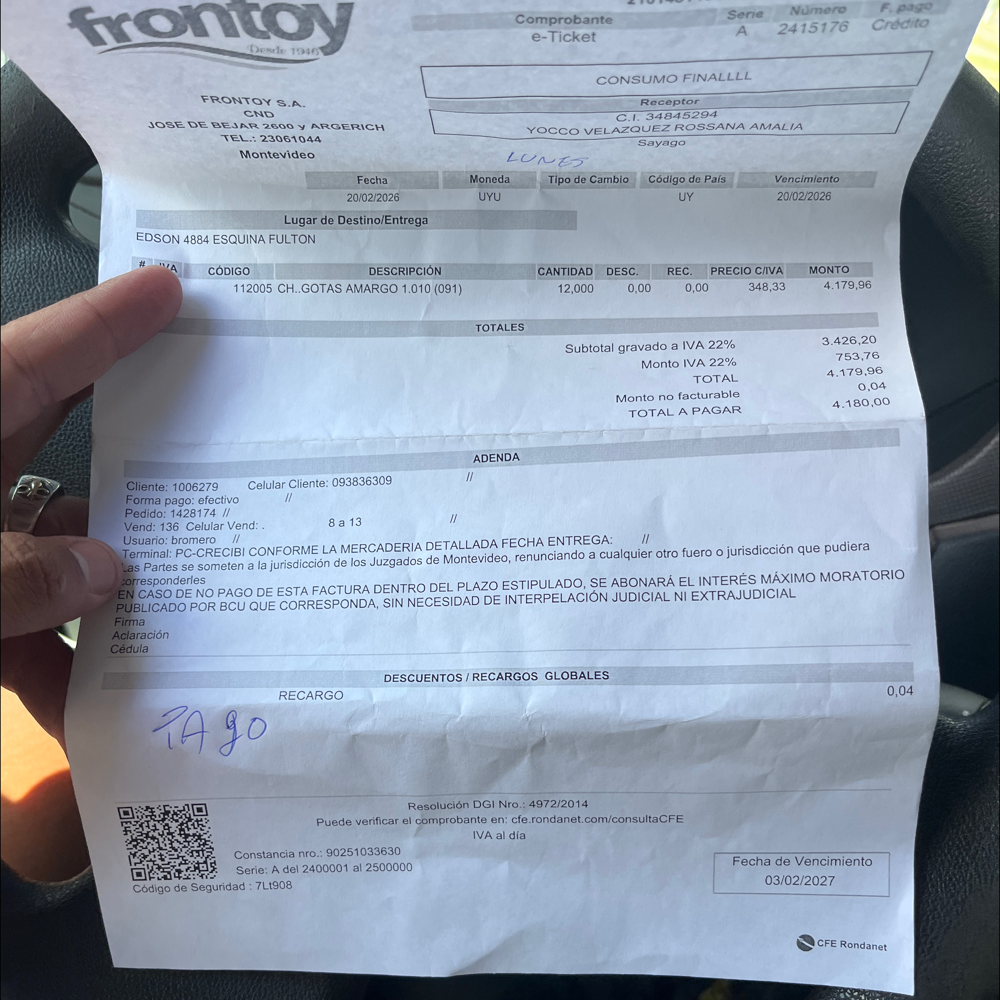 frontoy
Desde 1946
Comprobante Serie Número F. pago
e-Ticket A 2415176 Crédito
CONSUMO FINALLLL
Receptor
C.I. 34845294
YOCCO VELAZQUEZ ROSSANA AMALIA
Sayago
FRONTOY S.A.
CND
JOSE DE BEJAR 2600 y ARGERICH
TEL.: 23061044
Montevideo
LUNES
Fecha Moneda Tipo de Cambio Código de País Vencimiento
20/02/2026 UYU UY 20/02/2026
Lugar de Destino/Entrega
EDSON 4884 ESQUINA FULTON
# IVA CÓDIGO DESCRIPCIÓN CANTIDAD DESC. REC. PRECIO C/IVA MONTO
112005 CH..GOTAS AMARGO 1.010 (091) 12,000 0,00 0,00 348,33 4.179,96
TOTALES
Subtotal gravado a IVA 22% 3.426,20
Monto IVA 22% 753,76
TOTAL 4.179,96
Monto no facturable 0,04
TOTAL A PAGAR 4.180,00
ADENDA
Cliente: 1006279 Celular Cliente: 093836309 //
Forma pago: efectivo //
Pedido: 1428174 //
Vend: 136 Celular Vend: . 8 a 13 //
Usuario: bromero //
Terminal: PC-CRECIBI CONFORME LA MERCADERIA DETALLADA FECHA ENTREGA: //
Las Partes se someten a la jurisdicción de los Juzgados de Montevideo, renunciando a cualquier otro fuero o jurisdicción que pudiera
corresponderles
EN CASO DE NO PAGO DE ESTA FACTURA DENTRO DEL PLAZO ESTIPULADO, SE ABONARÁ EL INTERÉS MÁXIMO MORATORIO
PUBLICADO POR BCU QUE CORRESPONDA, SIN NECESIDAD DE INTERPELACIÓN JUDICIAL NI EXTRAJUDICIAL
Firma
Aclaración
Cédula
DESCUENTOS / RECARGOS GLOBALES
RECARGO 0,04
PAgo
Resolución DGI Nro.: 4972/2014
Puede verificar el comprobante en: cfe.rondanet.com/consultaCFE
IVA al día
Constancia nro.: 90251033630
Serie: A del 2400001 al 2500000
Código de Seguridad : 7Lt908
Fecha de Vencimiento
03/02/2027
CFE Rondanet